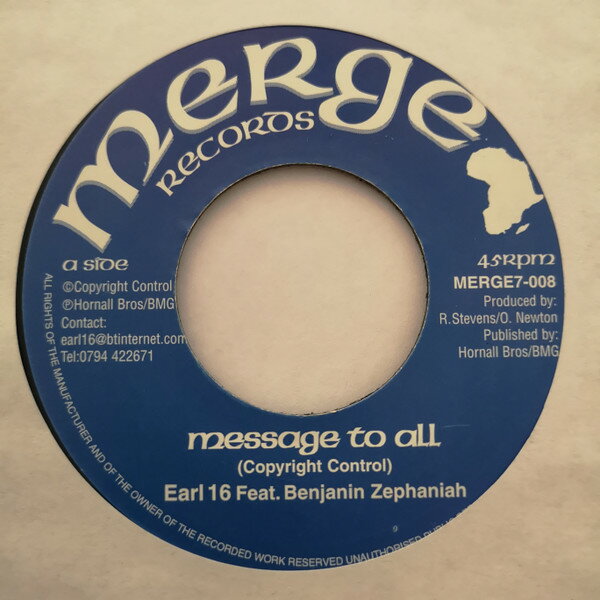 merge
RECORDS
a side
©Copyright Control
℗Hornall Bros/BMG
Contact:
earl16@btinternet.com
Tel:0794 422671
45RPM
MERGE7-008
Produced by:
R.Stevens/O. Newton
Published by:
Hornall Bros/BMG
message to all
(Copyright Control)
Earl 16 Feat. Benjanin Zephaniah
ALL RIGHTS OF THE MANUFACTURER AND OF THE OWNER OF THE RECORDED WORK RESERVED UNAUTHORISED